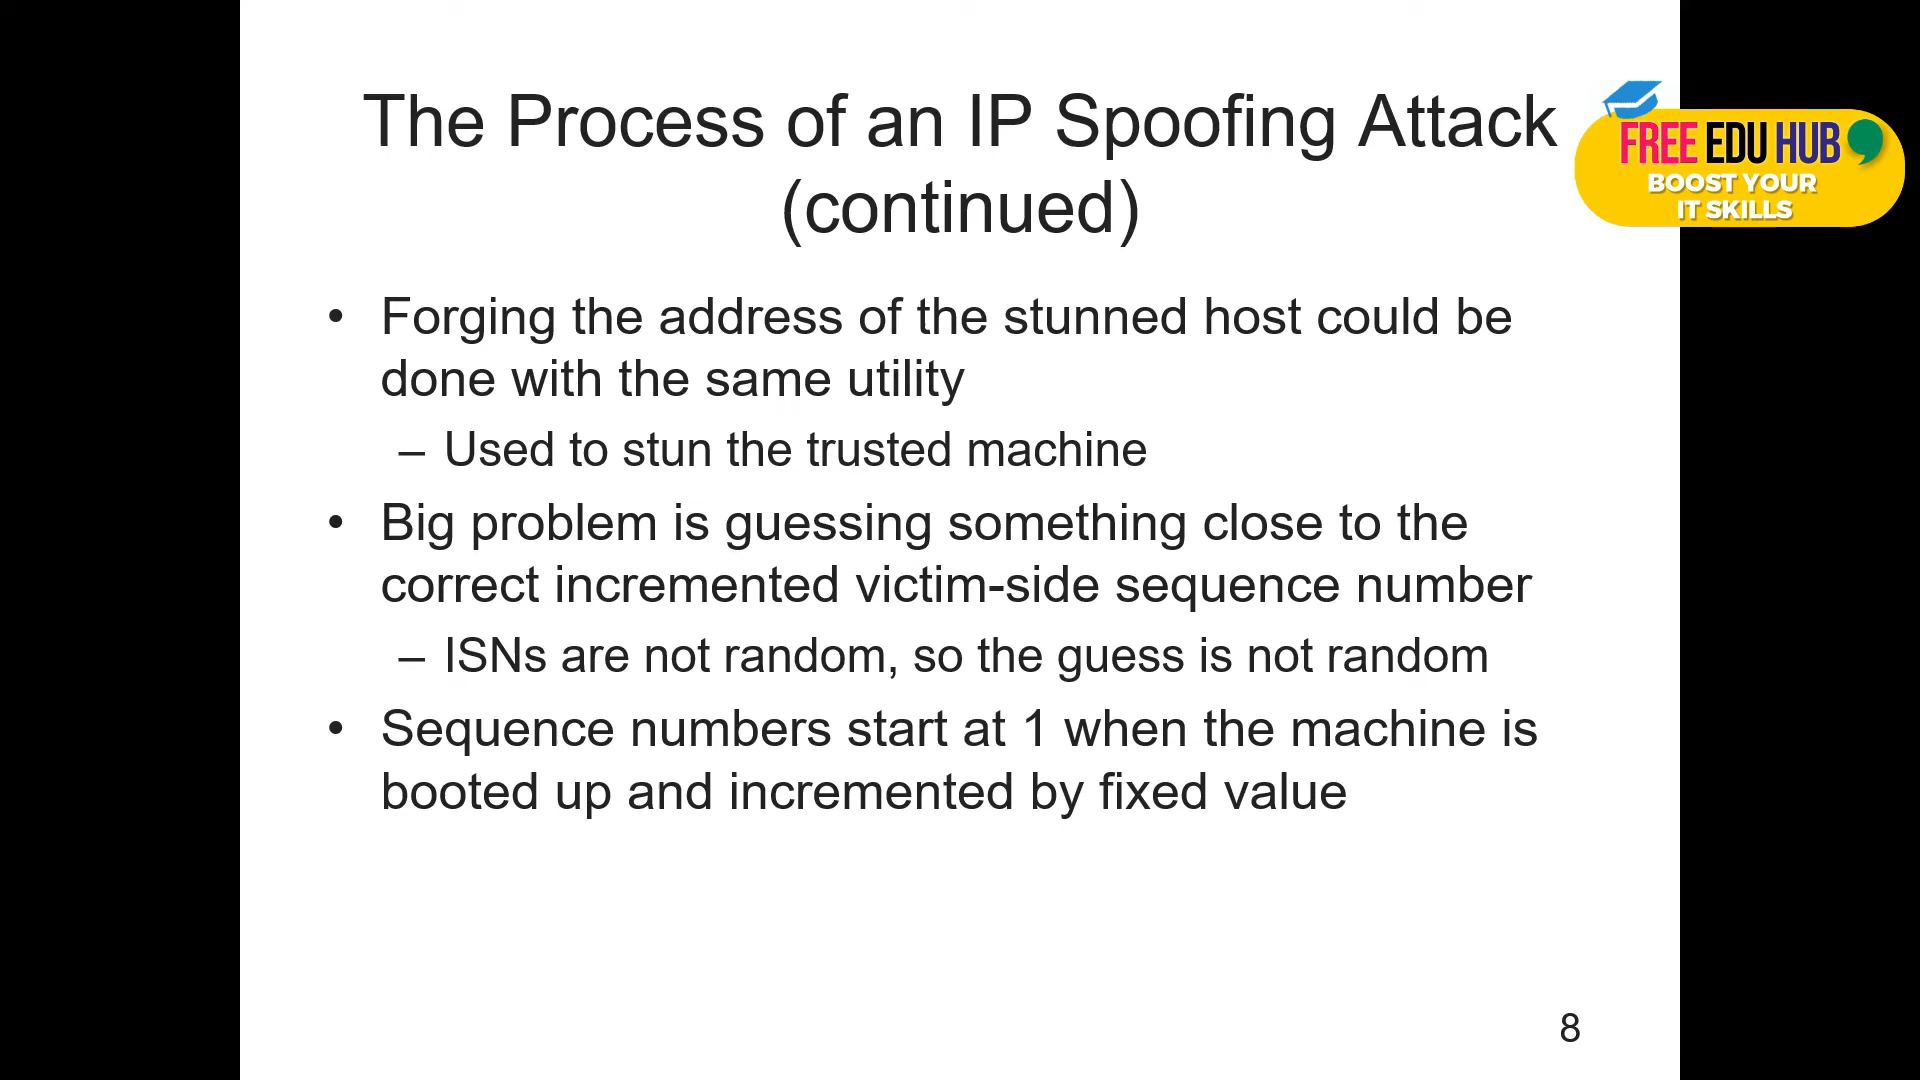 The Process of an IP Spoofing Attack
(continued)
FREE EDU HUB
BOOST YOUR
IT SKILLS
• Forging the address of the stunned host could be
done with the same utility
– Used to stun the trusted machine
• Big problem is guessing something close to the
correct incremented victim-side sequence number
– ISNs are not random, so the guess is not random
• Sequence numbers start at 1 when the machine is
booted up and incremented by fixed value
8